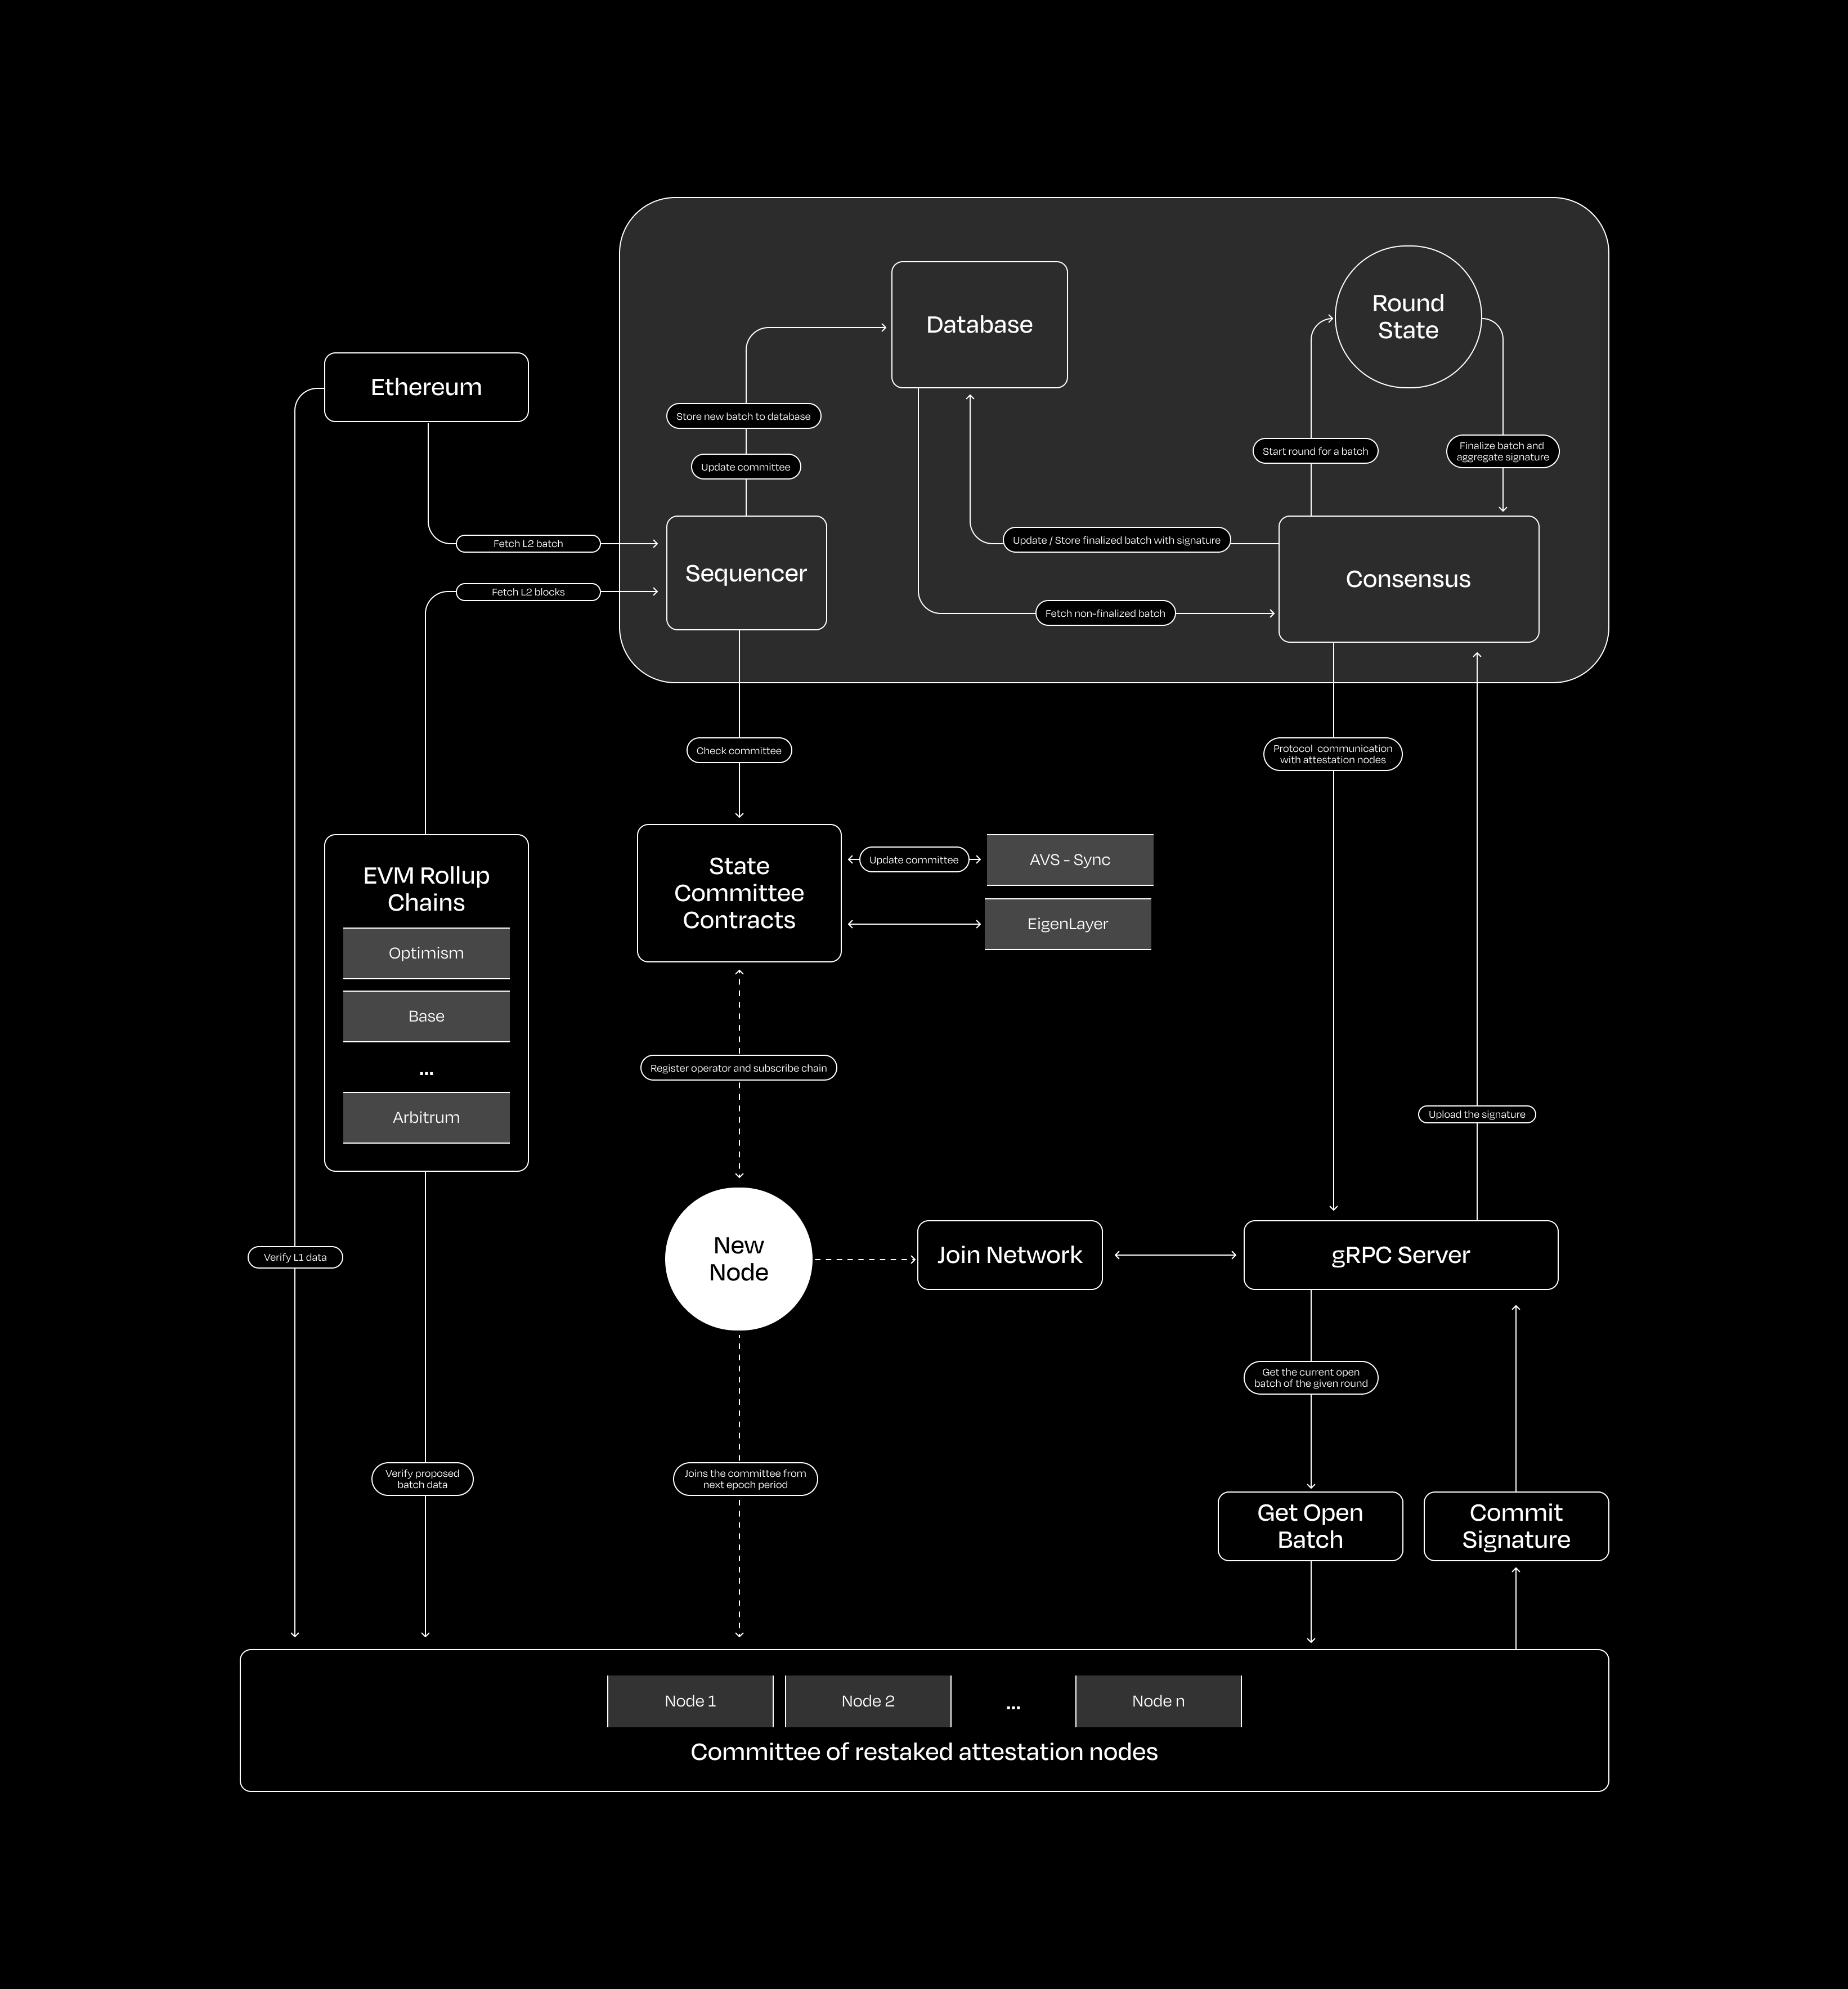 Round
State
Database
Ethereum
Store new batch to database
Start round for a batch
Finalize batch and
aggregate signature
Update committee
Fetch L2 batch
Update / Store finalized batch with signature
Sequencer
Consensus
Fetch L2 blocks
Fetch non-finalized batch
Check committee
Protocol communication
with attestation nodes
State
Committee
Contracts
Update committee
AVS - Sync
EigenLayer
EVM Rollup
Chains
Optimism
Base
...
Arbitrum
Register operator and subscribe chain
Upload the signature
Verify L1 data
New
Node
Join Network
gRPC Server
Get the current open
batch of the given round
Verify proposed
batch data
Joins the committee from
next epoch period
Get Open
Batch
Commit
Signature
Node 1
Node 2
...
Node n
Committee of restaked attestation nodes